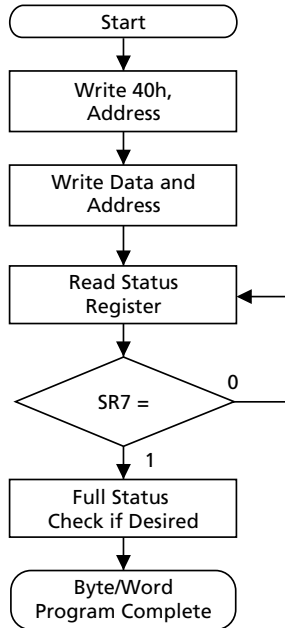 Start
Write 40h,
Address
Write Data and
Address
Read Status
Register
SR7 =
0
1
Full Status
Check if Desired
Byte/Word
Program Complete